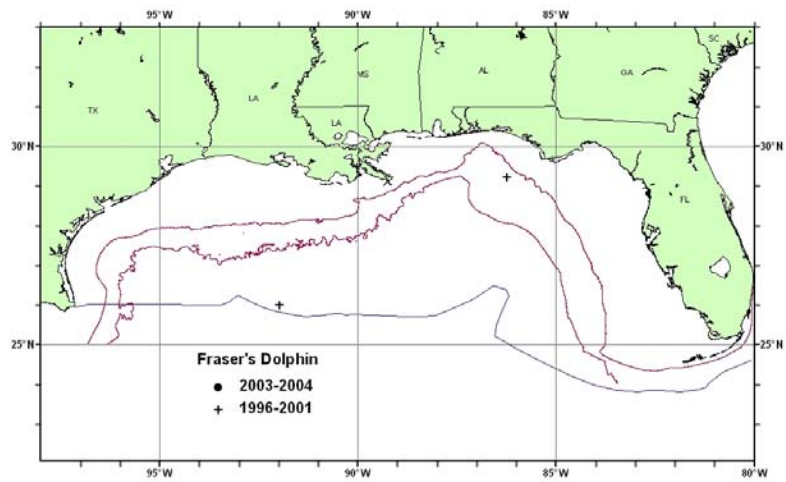 95°W 90°W 85°W
SC
MS AL GA
TX LA
LA
30°N 30°N
FL
25°N 25°N
Fraser's Dolphin
2003-2004
1996-2001
95°W 90°W 85°W 80°W